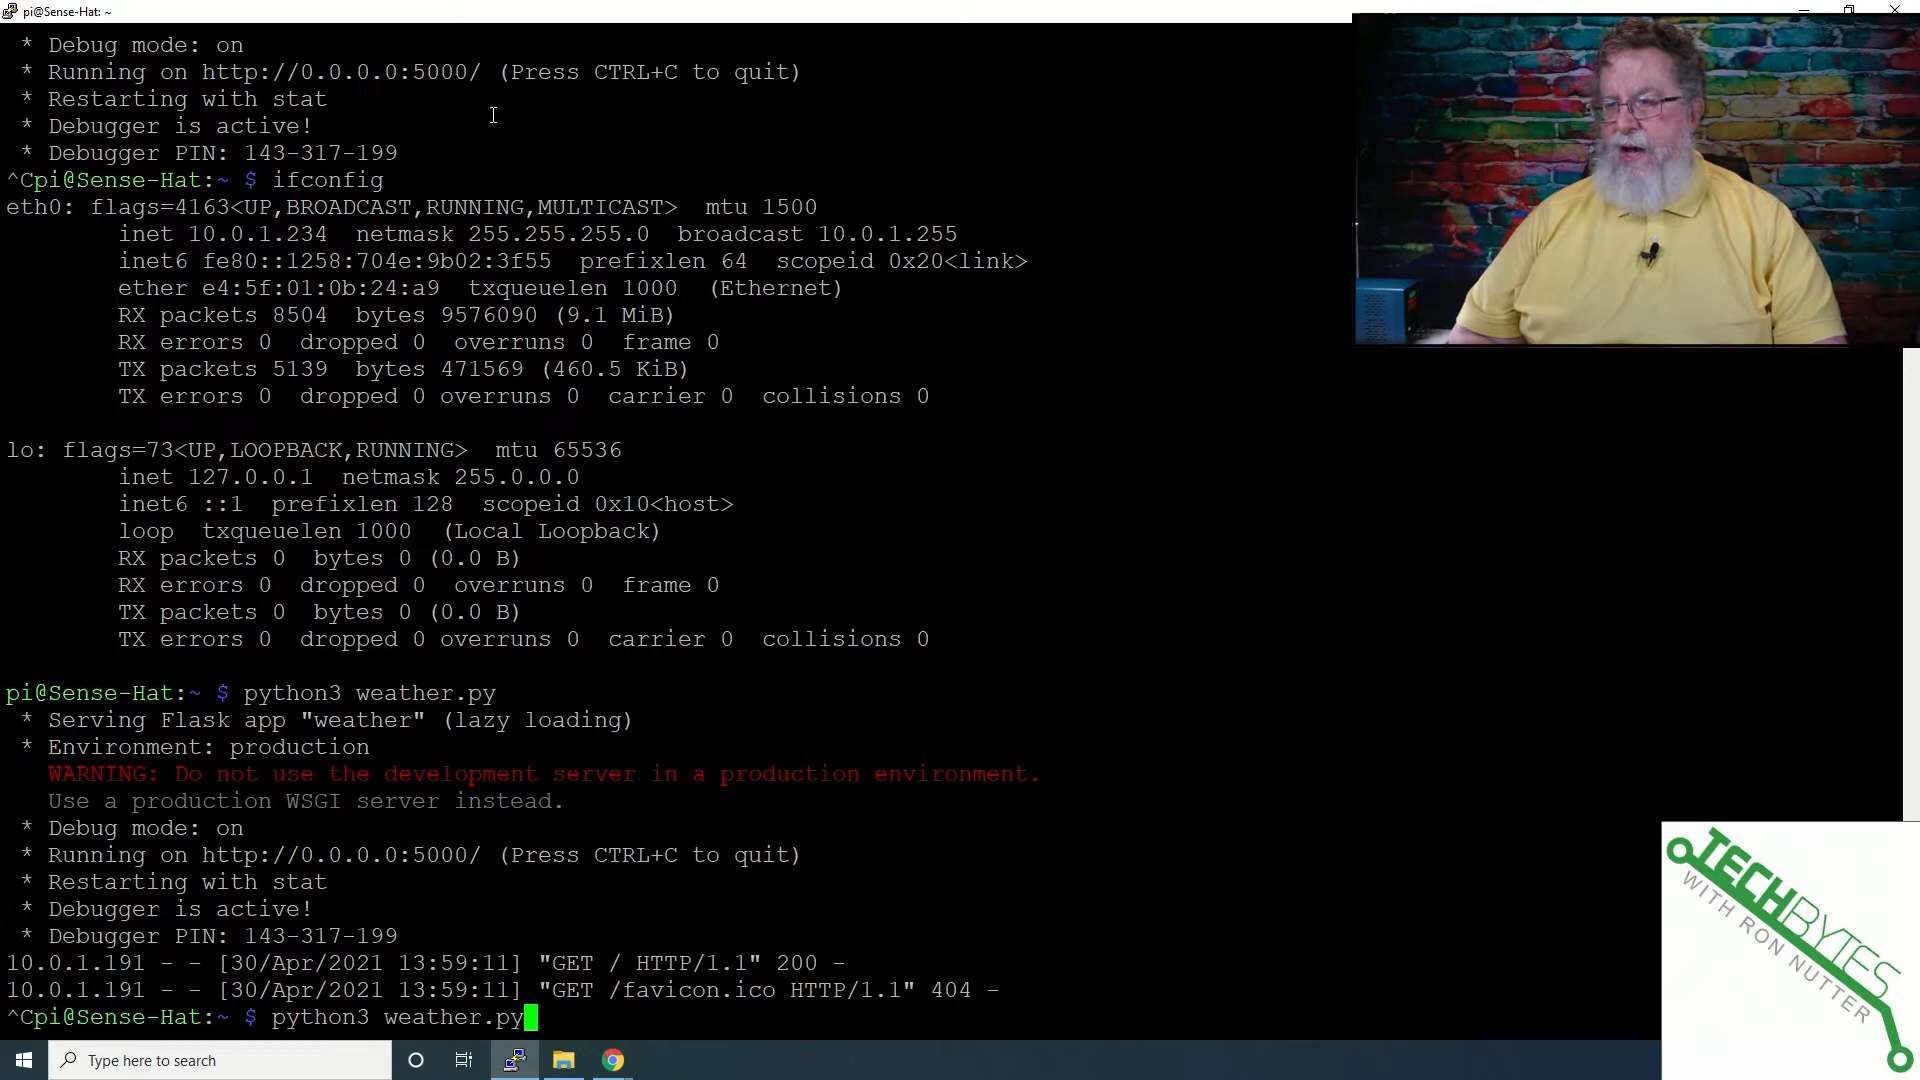 pi@Sense-Hat: ~
* Debug mode: on
* Running on http://0.0.0.0:5000/ (Press CTRL+C to quit)
* Restarting with stat
* Debugger is active!
* Debugger PIN: 143-317-199
^Cpi@Sense-Hat:~ $ ifconfig
eth0: flags=4163<UP,BROADCAST,RUNNING,MULTICAST>  mtu 1500
inet 10.0.1.234  netmask 255.255.255.0  broadcast 10.0.1.255
inet6 fe80::1258:704e:9b02:3f55  prefixlen 64  scopeid 0x20<link>
ether e4:5f:01:0b:24:a9  txqueuelen 1000  (Ethernet)
RX packets 8504  bytes 9576090 (9.1 MiB)
RX errors 0  dropped 0  overruns 0  frame 0
TX packets 5139  bytes 471569 (460.5 KiB)
TX errors 0  dropped 0 overruns 0  carrier 0  collisions 0
lo: flags=73<UP,LOOPBACK,RUNNING>  mtu 65536
inet 127.0.0.1  netmask 255.0.0.0
inet6 ::1  prefixlen 128  scopeid 0x10<host>
loop  txqueuelen 1000  (Local Loopback)
RX packets 0  bytes 0 (0.0 B)
RX errors 0  dropped 0  overruns 0  frame 0
TX packets 0  bytes 0 (0.0 B)
TX errors 0  dropped 0 overruns 0  carrier 0  collisions 0
pi@Sense-Hat:~ $ python3 weather.py
* Serving Flask app "weather" (lazy loading)
* Environment: production
WARNING: Do not use the development server in a production environment.
Use a production WSGI server instead.
* Debug mode: on
* Running on http://0.0.0.0:5000/ (Press CTRL+C to quit)
* Restarting with stat
* Debugger is active!
* Debugger PIN: 143-317-199
10.0.1.191 - - [30/Apr/2021 13:59:11] "GET / HTTP/1.1" 200 -
10.0.1.191 - - [30/Apr/2021 13:59:11] "GET /favicon.ico HTTP/1.1" 404 -
^Cpi@Sense-Hat:~ $ python3 weather.py
TECHBYTES
WITH RON NUTTER
Type here to search